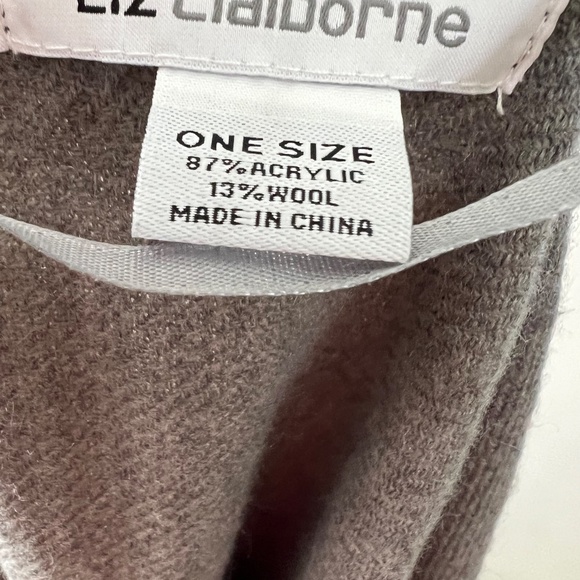 Liz Claiborne
ONE SIZE
87% ACRYLIC
13% WOOL
MADE IN CHINA